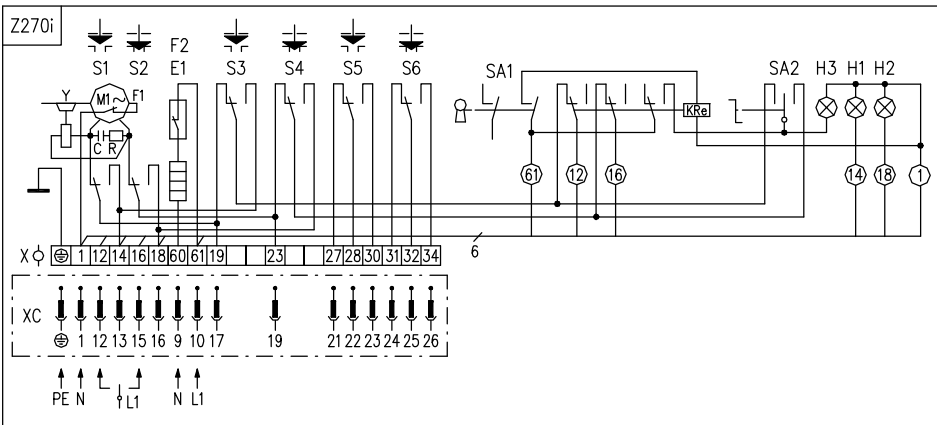 Z270i
F2
S1 S2 E1 S3 S4 S5 S6 SA1 SA2 H3 H1 H2
Y M1~ F1
KRe
C R
61 12 16 14 18 1
6
X 1 12 14 16 18 60 61 19 23 27 28 30 31 32 34
XC
1 12 13 15 16 9 10 17 19 21 22 23 24 25 26
PE N L1 N L1